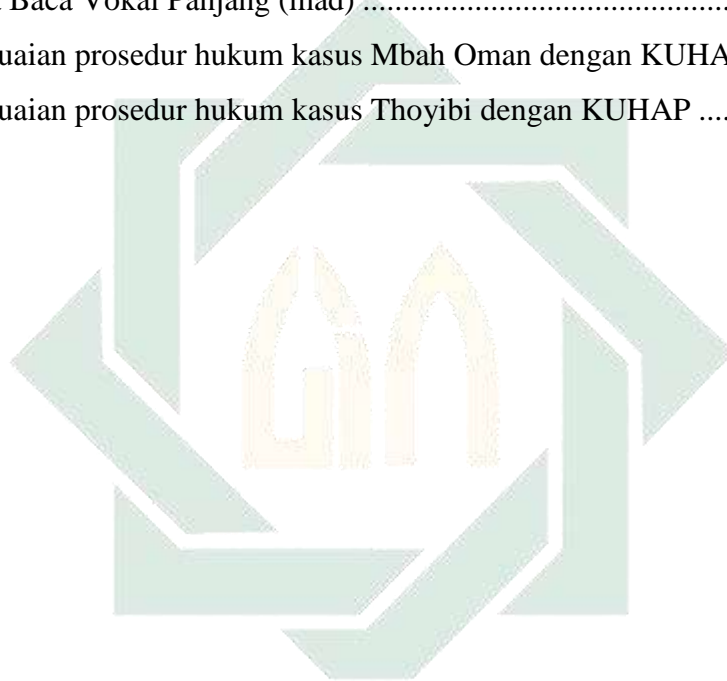 Baca Vokal Panjang (mad) ........................................
uaian prosedur hukum kasus Mbah Oman dengan KUHA
uaian prosedur hukum kasus Thoyibi dengan KUHAP ....